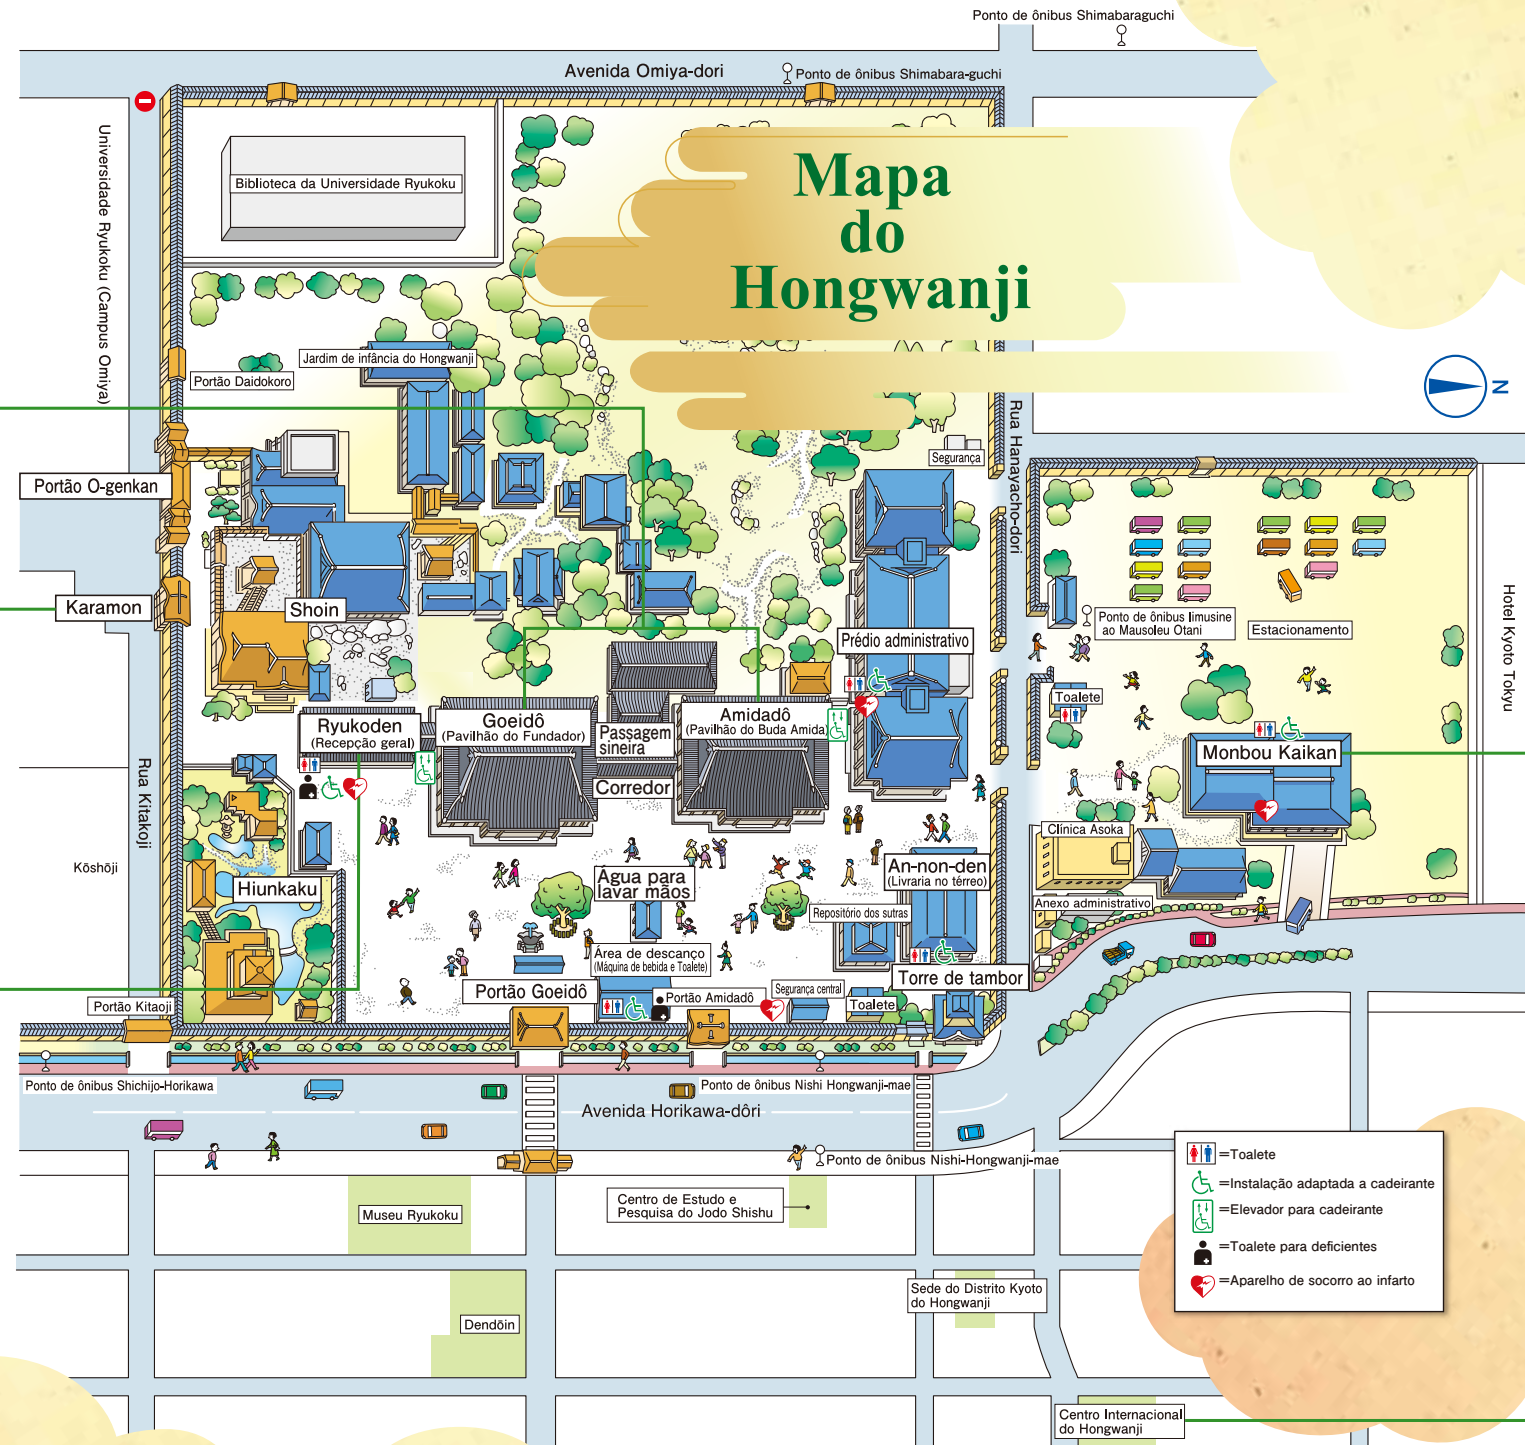 Ponto de ônibus Shimabaraguchi
Avenida Omiya-dori
Ponto de ônibus Shimabara-guchi
Universidade Ryukoku (Campus Omiya)
Biblioteca da Universidade Ryukoku
Mapa
do
Hongwanji
Jardim de infância do Hongwanji
Portão Daidokoro
N
Rua Hanayacho-dori
Segurança
Portão O-genkan
Karamon
Shoin
Ponto de ônibus limusine
ao Mausoleu Otani
Estacionamento
Hotel Kyoto Tokyu
Prédio administrativo
Toalete
Ryukoden
(Recepção geral)
Goeidô
(Pavilhão do Fundador)
Passagem
sineira
Amidadô
(Pavilhão do Buda Amida)
Monbou Kaikan
Corredor
Rua Kitakoji
Clínica Asoka
Kōshōji
Hiunkaku
Água para
lavar mãos
An-non-den
(Livraria no térreo)
Anexo administrativo
Repositório dos sutras
Área de descanço
(Máquina de bebida e Toalete)
Torre de tambor
Portão Goeidô
Segurança central
Portão Amidadô
Toalete
Portão Kitaoji
Ponto de ônibus Shichijo-Horikawa
Ponto de ônibus Nishi Hongwanji-mae
Avenida Horikawa-dôri
Ponto de ônibus Nishi-Hongwanji-mae
=Toalete
=Instalação adaptada a cadeirante
=Elevador para cadeirante
=Toalete para deficientes
=Aparelho de socorro ao infarto
Museu Ryukoku
Centro de Estudo e
Pesquisa do Jodo Shishu
Sede do Distrito Kyoto
do Hongwanji
Dendōin
Centro Internacional
do Hongwanji